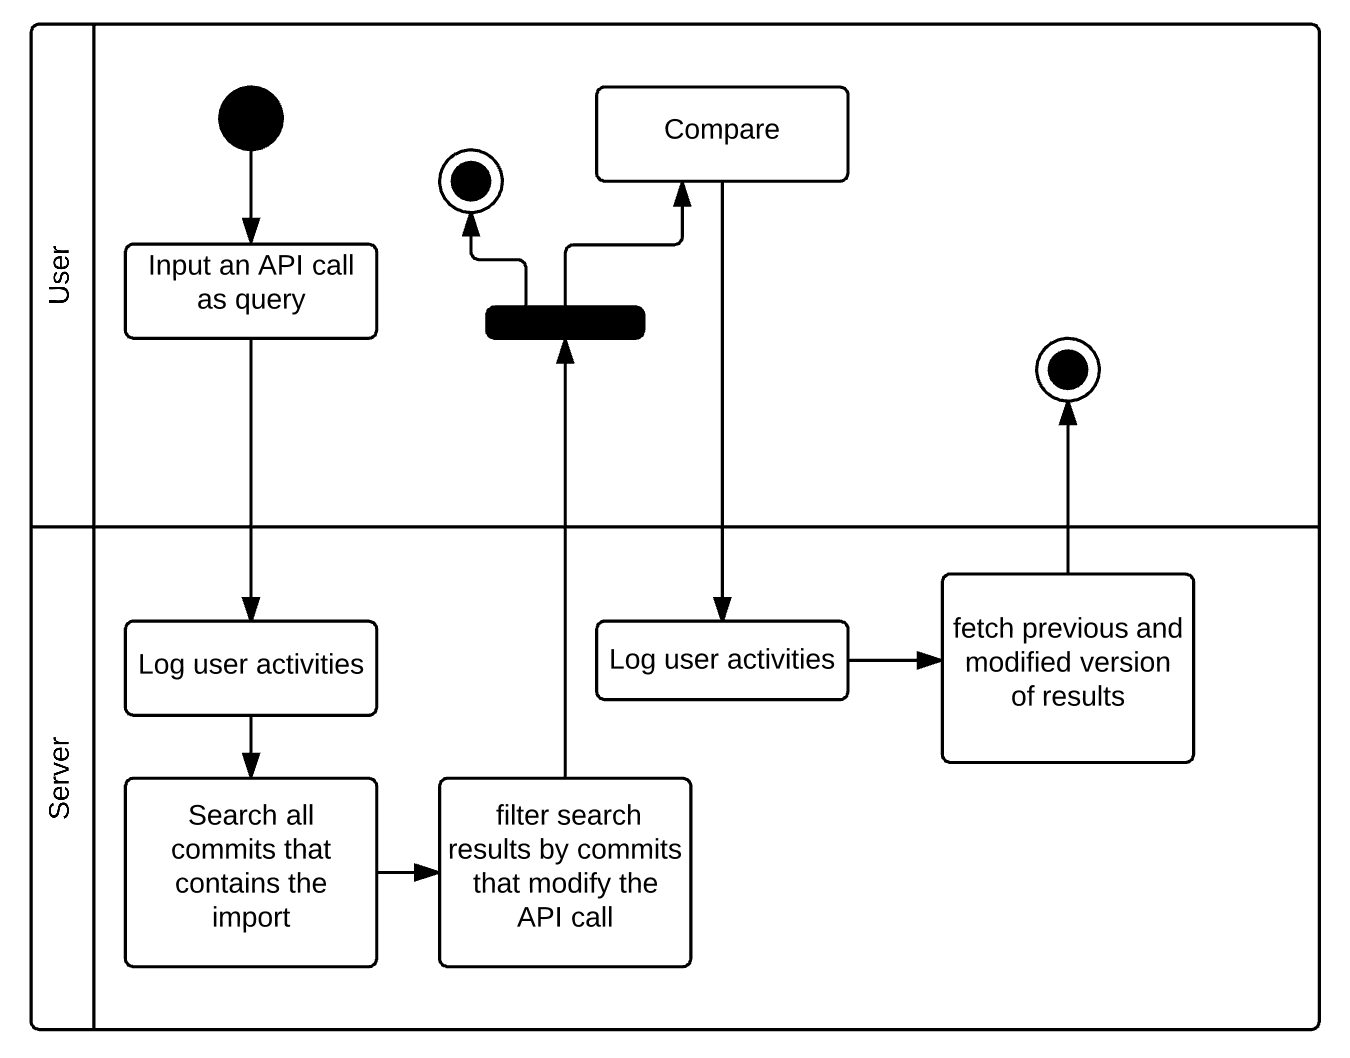 User
Input an API call
as query
Compare
Server
Log user activities
Search all
commits that
contains the
import
filter search
results by commits
that modify the
API call
Log user activities
fetch previous and
modified version
of results